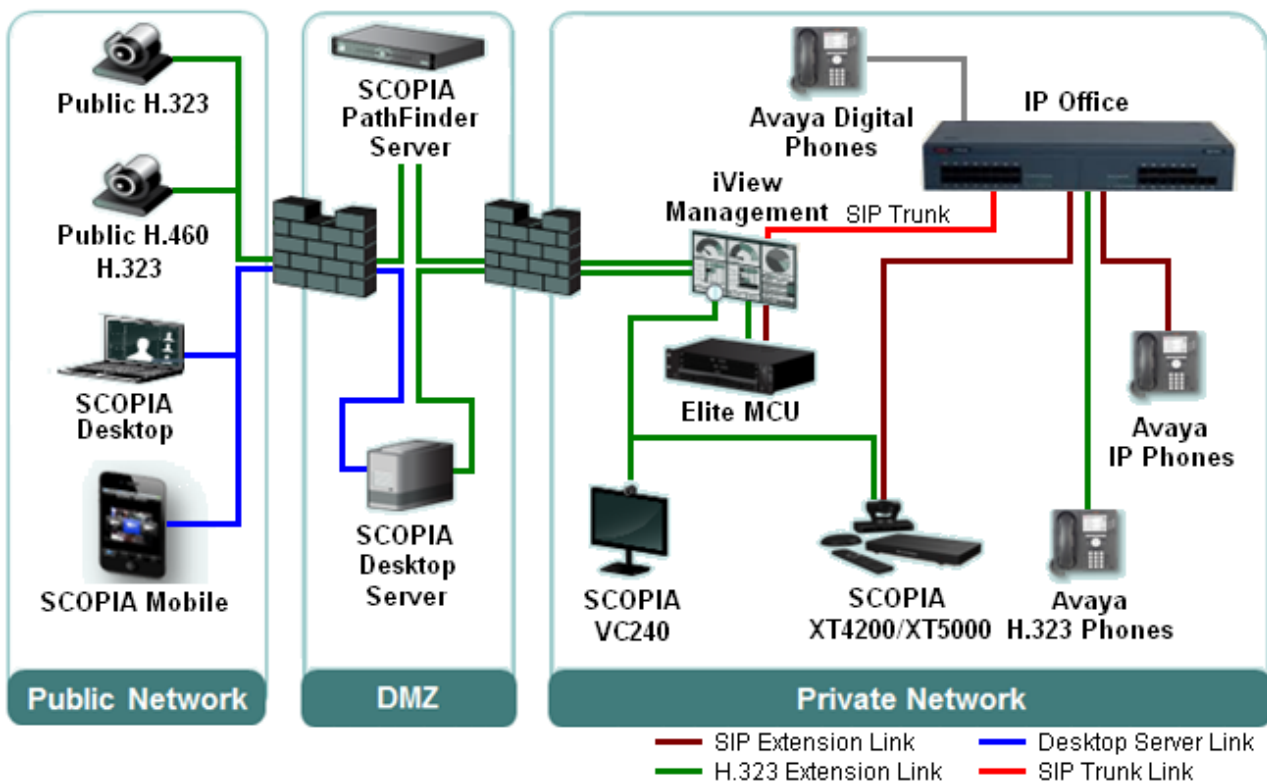 Public H.323
Public H.460
H.323
SCOPIA
Desktop
SCOPIA Mobile
Public Network
SCOPIA
PathFinder
Server
SCOPIA
Desktop
Server
DMZ
Avaya Digital
Phones
IP Office
iView
Management
SIP Trunk
Elite MCU
Avaya
IP Phones
SCOPIA
VC240
SCOPIA
XT4200/XT5000
Avaya
H.323 Phones
Private Network
SIP Extension Link
Desktop Server Link
H.323 Extension Link
SIP Trunk Link